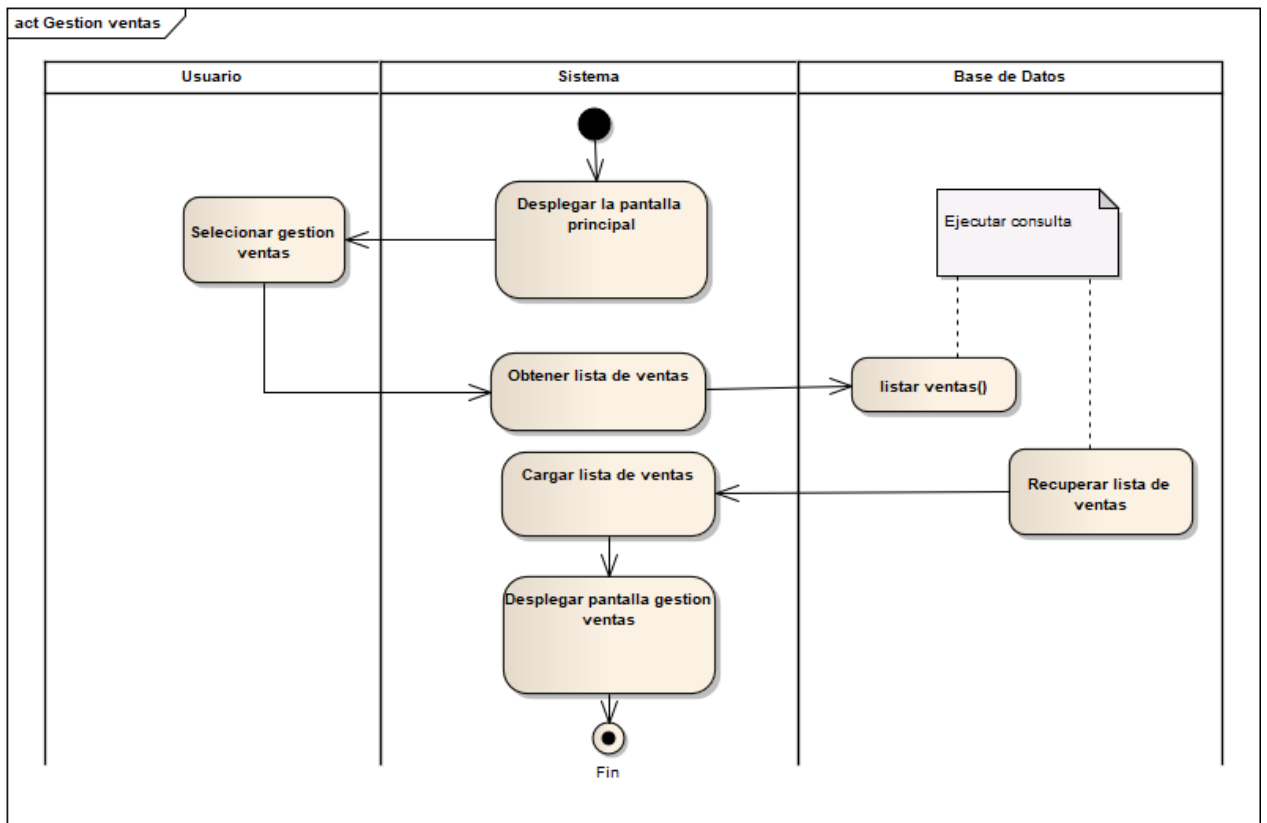 act Gestion ventas
Usuario
Sistema
Base de Datos
Desplegar la pantalla
principal
Selecionar gestion
ventas
Ejecutar consulta
Obtener lista de ventas
listar ventas()
Cargar lista de ventas
Recuperar lista de
ventas
Desplegar pantalla gestion
ventas
Fin